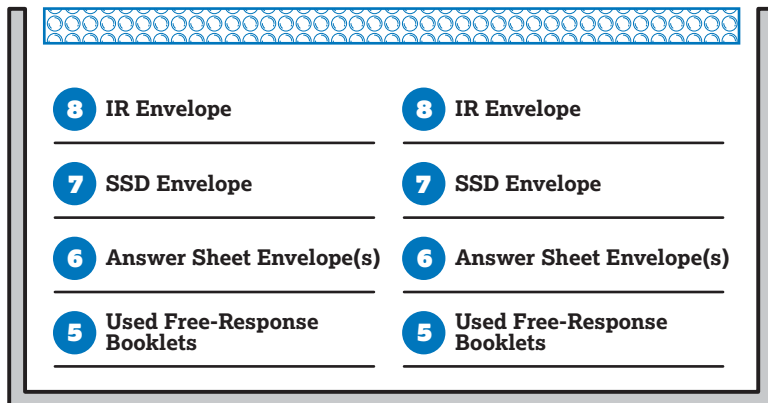 8 IR Envelope
8 IR Envelope
7 SSD Envelope
7 SSD Envelope
6 Answer Sheet Envelope(s)
6 Answer Sheet Envelope(s)
5 Used Free-Response
Booklets
5 Used Free-Response
Booklets